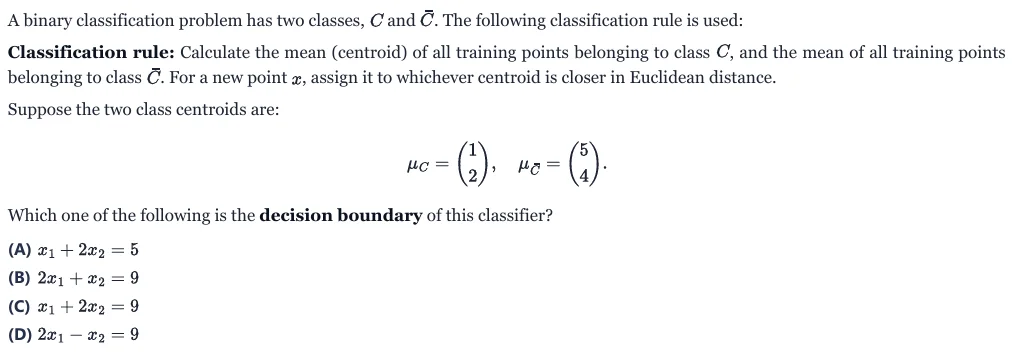 A binary classification problem has two classes, C and C̄. The following classification rule is used:
Classification rule: Calculate the mean (centroid) of all training points belonging to class C, and the mean of all training points
belonging to class C̄. For a new point x, assign it to whichever centroid is closer in Euclidean distance.
Suppose the two class centroids are:
μ_C = (1 2), μ_C̄ = (5 4).
Which one of the following is the decision boundary of this classifier?
(A) x₁ + 2x₂ = 5
(B) 2x₁ + x₂ = 9
(C) x₁ + 2x₂ = 9
(D) 2x₁ − x₂ = 9